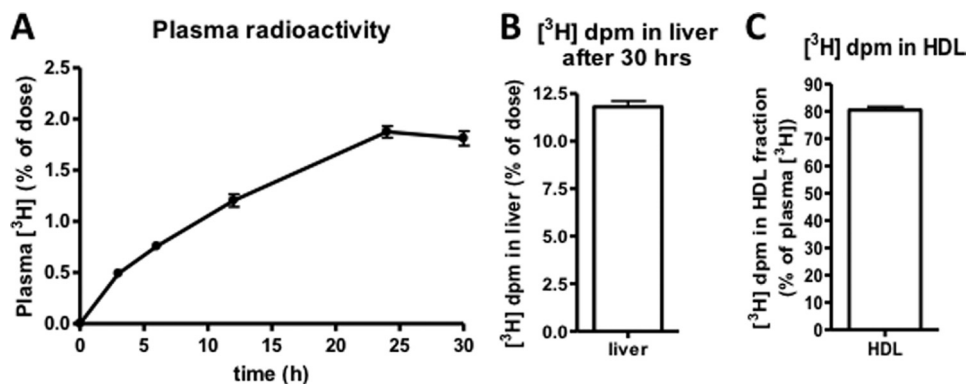 A
Plasma radioactivity
Plasma [³H] (% of dose)
2.5
2.0
1.5
1.0
0.5
0.0
0 5 10 15 20 25 30
time (h)
B
[³H] dpm in liver
after 30 hrs
[³H] dpm in liver (% of dose)
12.5
10.0
7.5
5.0
2.5
0.0
liver
C
[³H] dpm in HDL
[³H] dpm in HDL fraction
(% of plasma [³H])
90
80
70
60
50
40
30
20
10
0
HDL